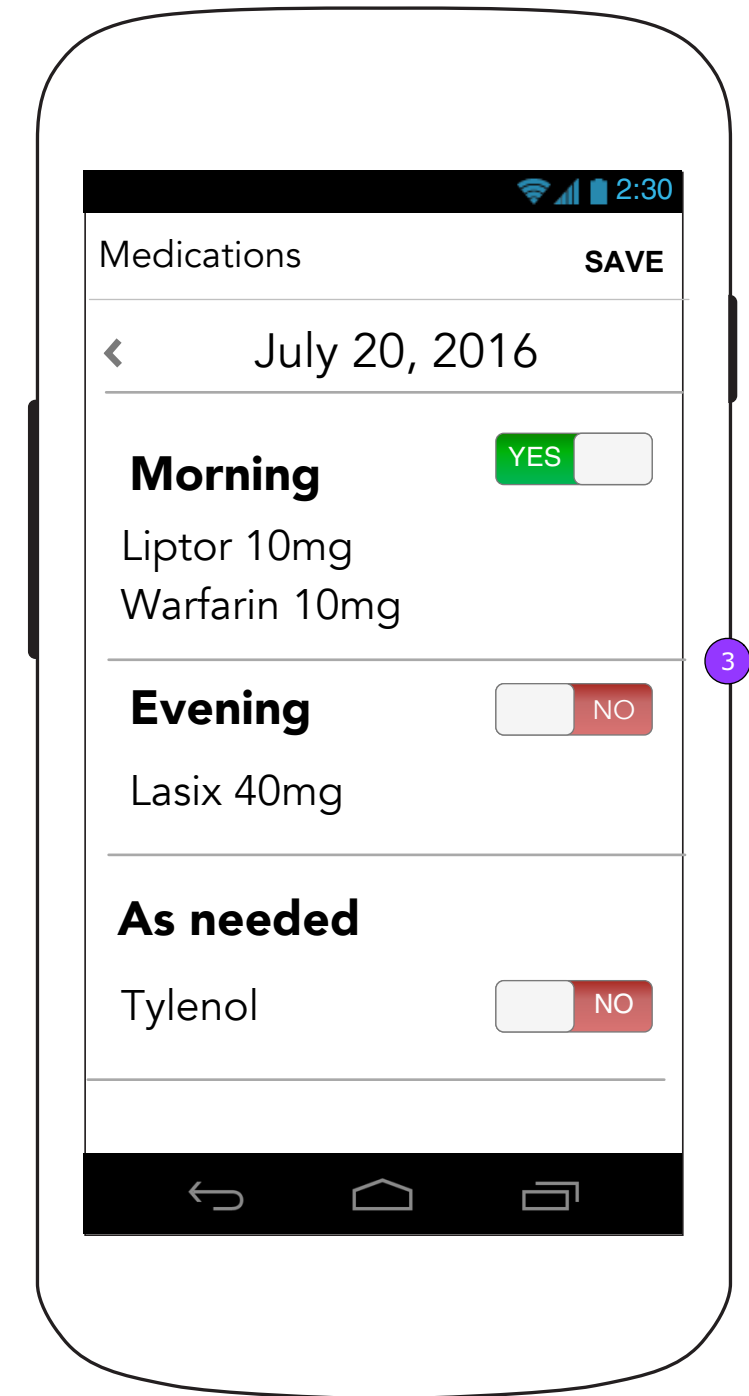 2:30
Medications SAVE
July 20, 2016
Morning YES
Liptor 10mg
Warfarin 10mg
3
Evening NO
Lasix 40mg
As needed
Tylenol NO